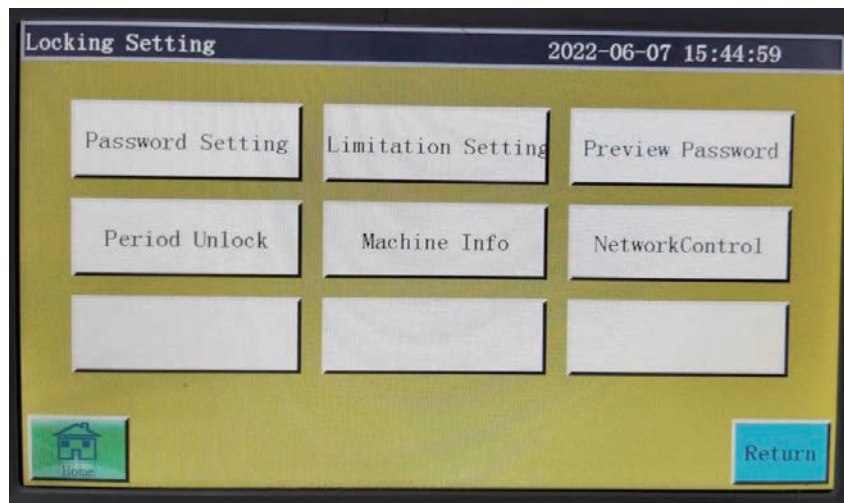 Locking Setting
2022-06-07 15:44:59
Password Setting
Limitation Setting
Preview Password
Period Unlock
Machine Info
NetworkControl
Home
Return